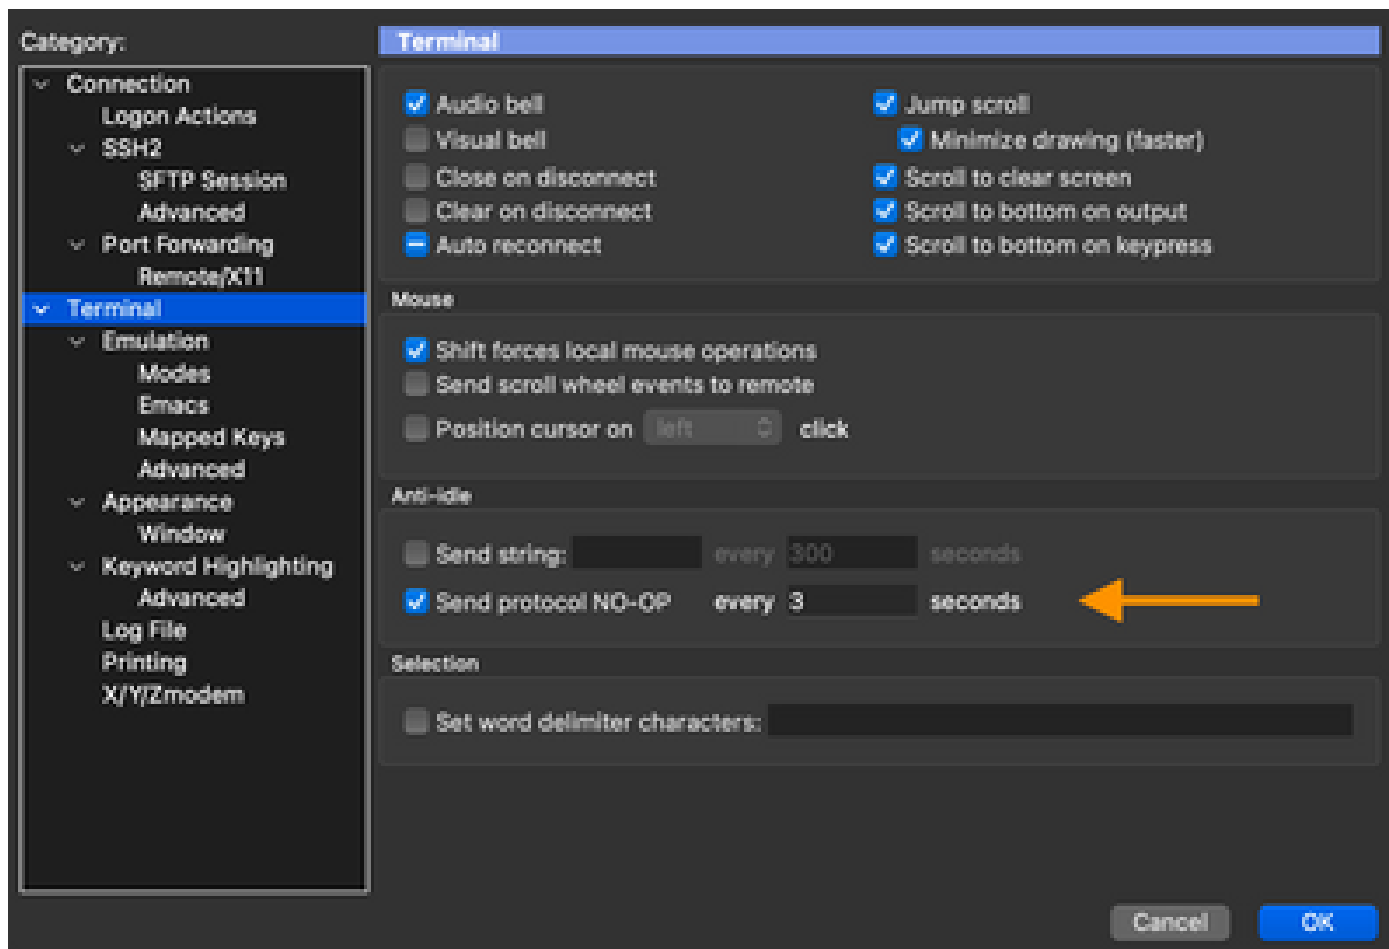 Category:
Connection
Logon Actions
SSH2
SFTP Session
Advanced
Port Forwarding
Remote/X11
Terminal
Emulation
Modes
Emacs
Mapped Keys
Advanced
Appearance
Window
Keyword Highlighting
Advanced
Log File
Printing
X/Y/Zmodem
Terminal
Audio bell
Visual bell
Close on disconnect
Clear on disconnect
Auto reconnect
Jump scroll
Minimize drawing (faster)
Scroll to clear screen
Scroll to bottom on output
Scroll to bottom on keypress
Mouse
Shift forces local mouse operations
Send scroll wheel events to remote
Position cursor on left click
Anti-idle
Send string: every 300 seconds
Send protocol NO-OP every 3 seconds
Selection
Set word delimiter characters:
Cancel OK